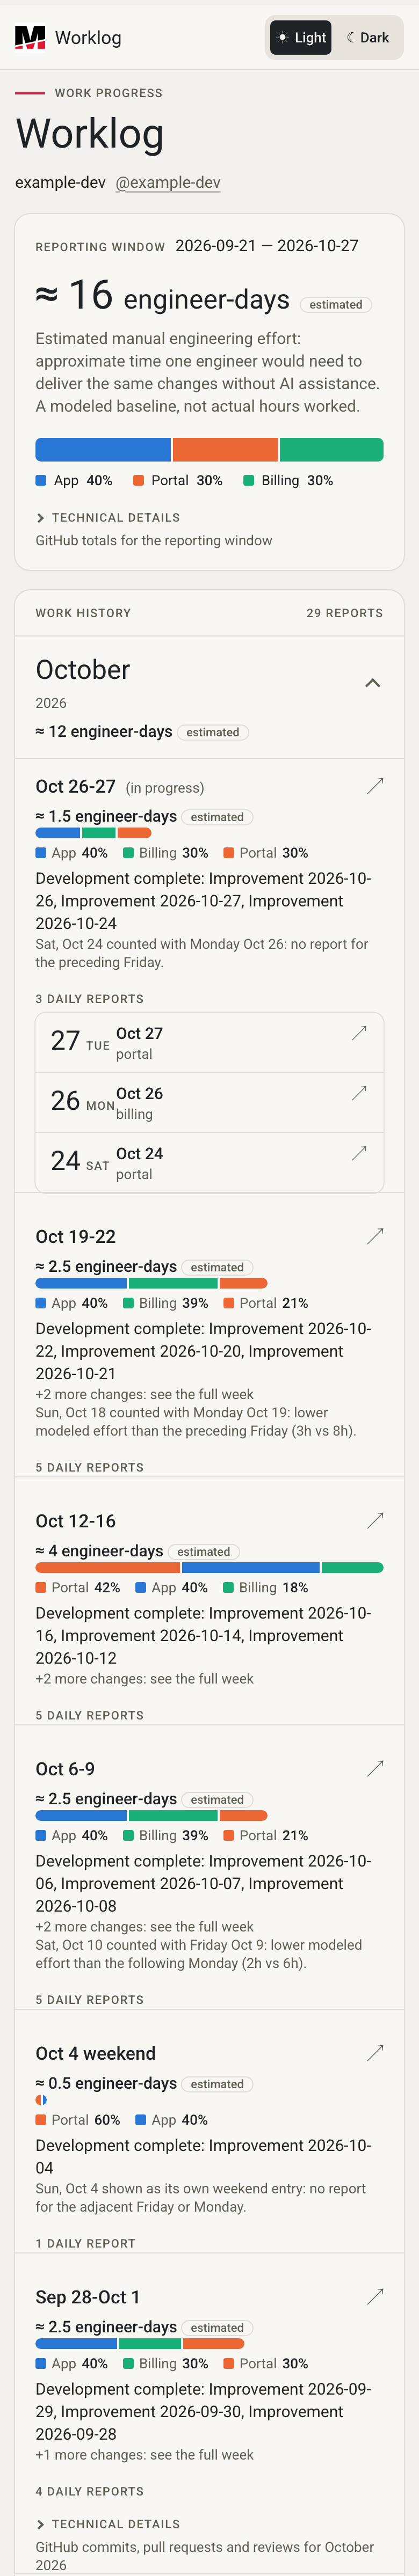 Worklog
☀ Light
☾ Dark
WORK PROGRESS
Worklog
example-dev @example-dev
REPORTING WINDOW 2026-09-21 — 2026-10-27
≈ 16 engineer-days estimated
Estimated manual engineering effort:
approximate time one engineer would need to
deliver the same changes without AI assistance.
A modeled baseline, not actual hours worked.
App 40% Portal 30% Billing 30%
TECHNICAL DETAILS
GitHub totals for the reporting window
WORK HISTORY 29 REPORTS
October
2026
≈ 12 engineer-days estimated
Oct 26-27 (in progress)
≈ 1.5 engineer-days estimated
App 40% Billing 30% Portal 30%
Development complete: Improvement 2026-10-
26, Improvement 2026-10-27, Improvement
2026-10-24
Sat, Oct 24 counted with Monday Oct 26: no report for
the preceding Friday.
3 DAILY REPORTS
27 TUE Oct 27
portal
26 MON Oct 26
billing
24 SAT Oct 24
portal
Oct 19-22
≈ 2.5 engineer-days estimated
App 40% Billing 39% Portal 21%
Development complete: Improvement 2026-10-
22, Improvement 2026-10-20, Improvement
2026-10-21
+2 more changes: see the full week
Sun, Oct 18 counted with Monday Oct 19: lower
modeled effort than the preceding Friday (3h vs 8h).
5 DAILY REPORTS
Oct 12-16
≈ 4 engineer-days estimated
Portal 42% App 40% Billing 18%
Development complete: Improvement 2026-10-
16, Improvement 2026-10-14, Improvement
2026-10-12
+2 more changes: see the full week
5 DAILY REPORTS
Oct 6-9
≈ 2.5 engineer-days estimated
App 40% Billing 39% Portal 21%
Development complete: Improvement 2026-10-
06, Improvement 2026-10-07, Improvement
2026-10-08
+2 more changes: see the full week
Sat, Oct 10 counted with Friday Oct 9: lower modeled
effort than the following Monday (2h vs 6h).
5 DAILY REPORTS
Oct 4 weekend
≈ 0.5 engineer-days estimated
Portal 60% App 40%
Development complete: Improvement 2026-10-
04
Sun, Oct 4 shown as its own weekend entry: no report
for the adjacent Friday or Monday.
1 DAILY REPORT
Sep 28-Oct 1
≈ 2.5 engineer-days estimated
App 40% Billing 30% Portal 30%
Development complete: Improvement 2026-09-
29, Improvement 2026-09-30, Improvement
2026-09-28
+1 more changes: see the full week
4 DAILY REPORTS
TECHNICAL DETAILS
GitHub commits, pull requests and reviews for October
2026